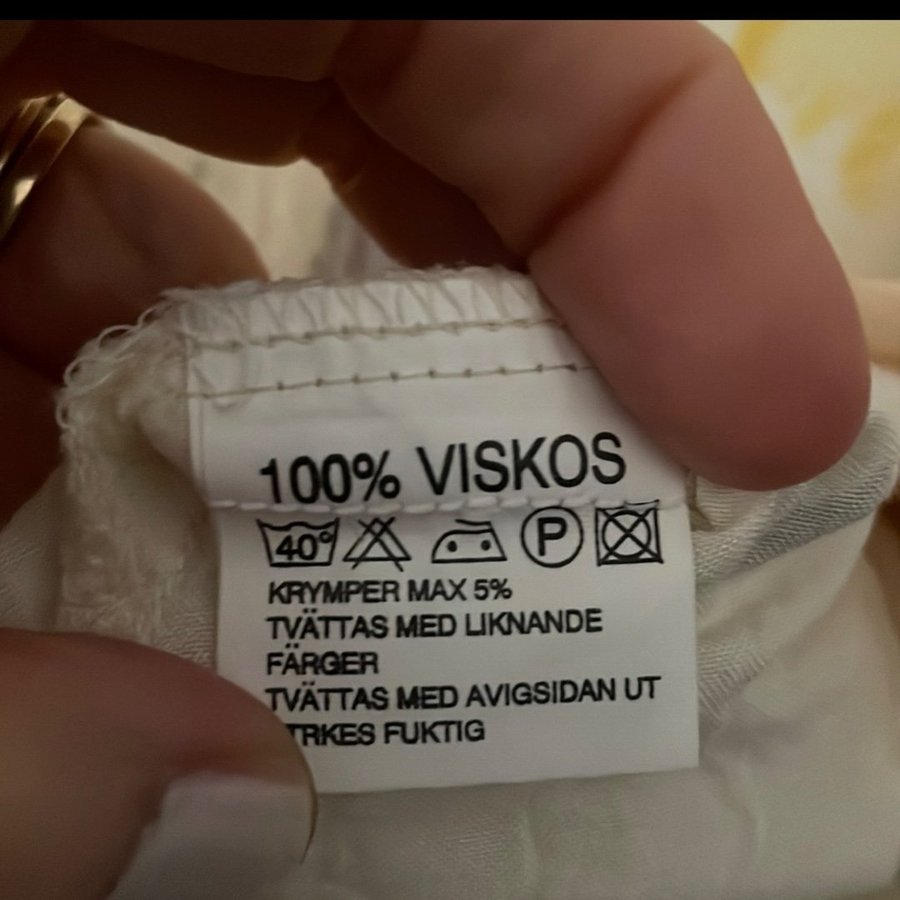 100% VISKOS
40° P
KRYMPER MAX 5%
TVÄTTAS MED LIKNANDE
FÄRGER
TVÄTTAS MED AVIGSIDAN UT
FUKTIG